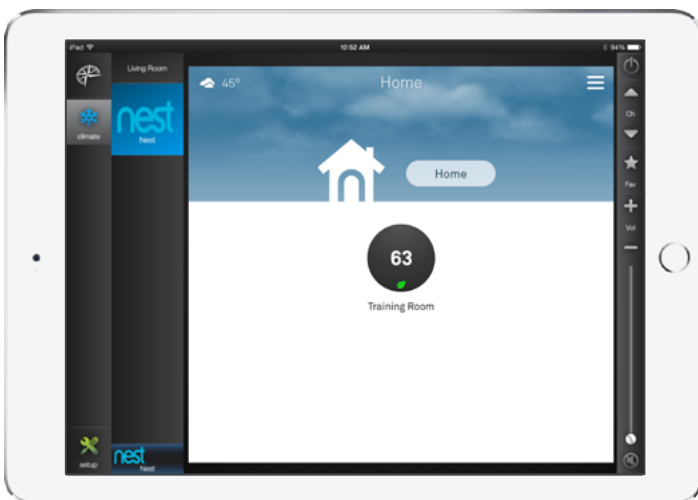 iPad
10:52 AM
94%
Living Room
climate
nest
Nest
setup
nest
Nest
45°
Home
Home
63
Training Room
Ch
Fav
Vol